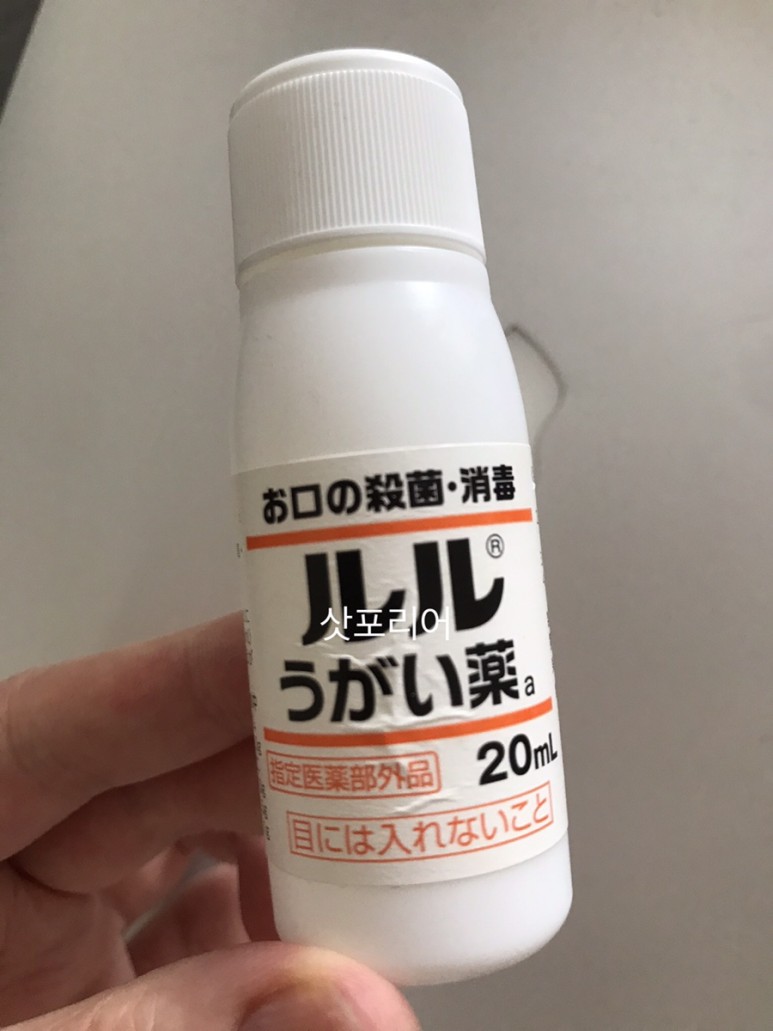 お口の殺菌・消毒
ルル®
삿포리어
うがい薬a
指定医薬部外品
20mL
目には入れないこと